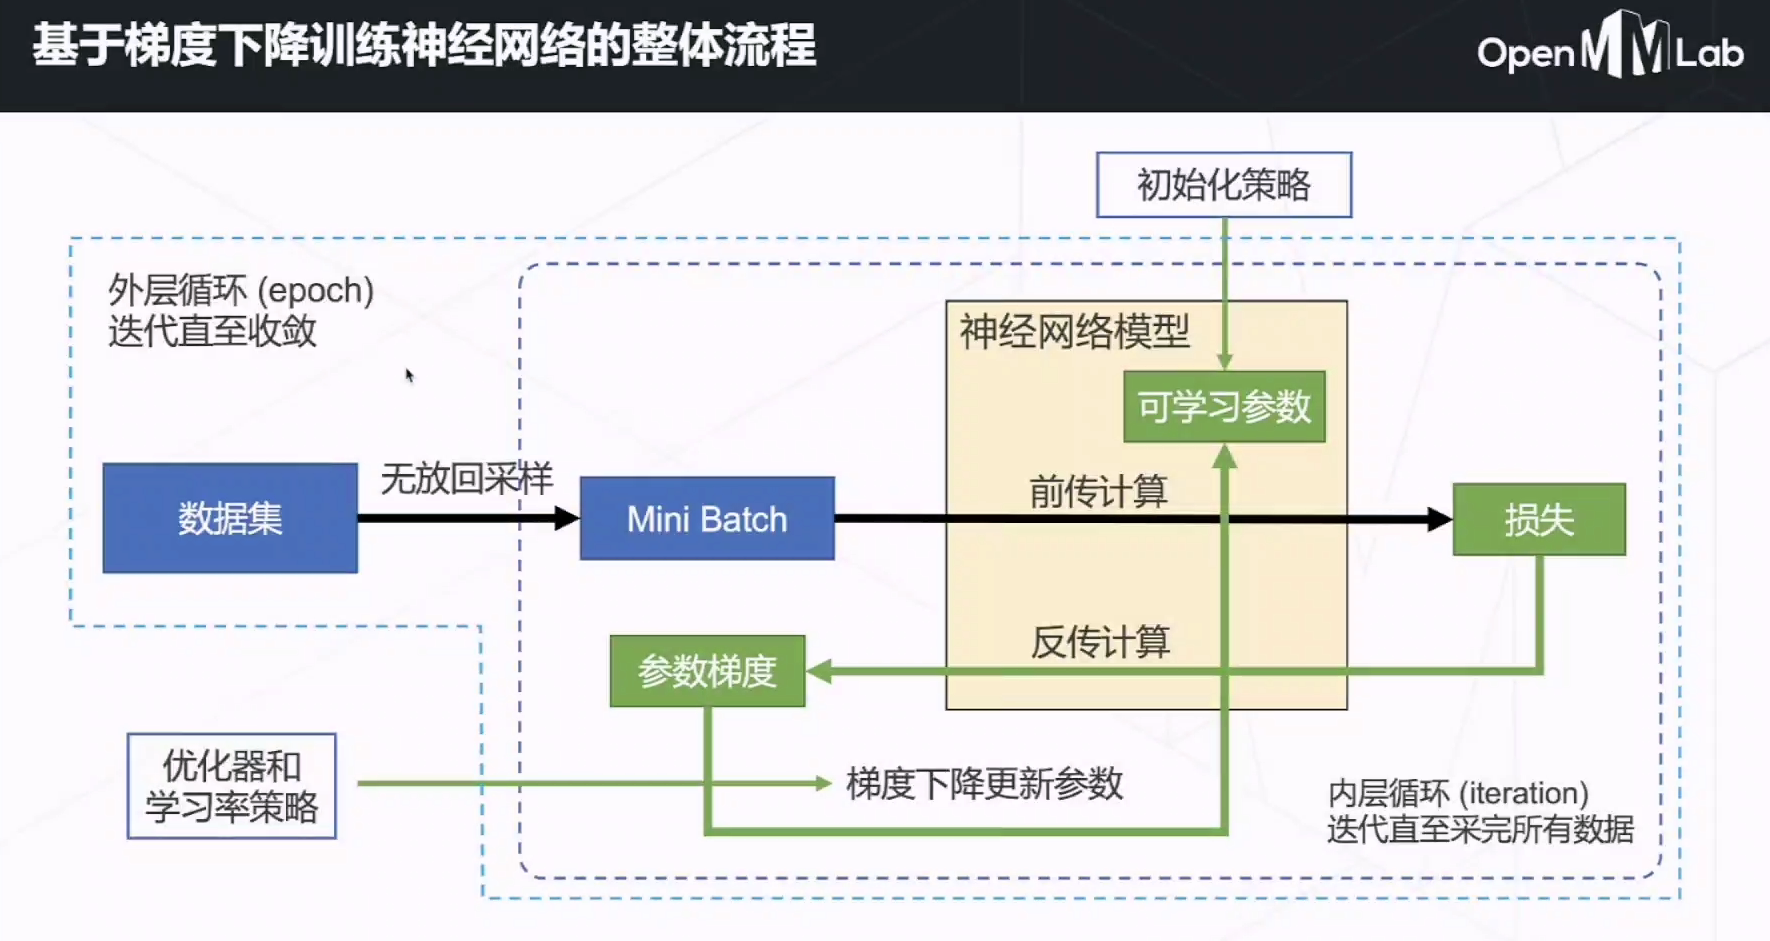 基于梯度下降训练神经网络的整体流程
OpenMMLab
初始化策略
外层循环 (epoch)
迭代直至收敛
神经网络模型
可学习参数
数据集
无放回采样
Mini Batch
前传计算
损失
反传计算
参数梯度
优化器和
学习率策略
梯度下降更新参数
内层循环 (iteration)
迭代直至采完所有数据